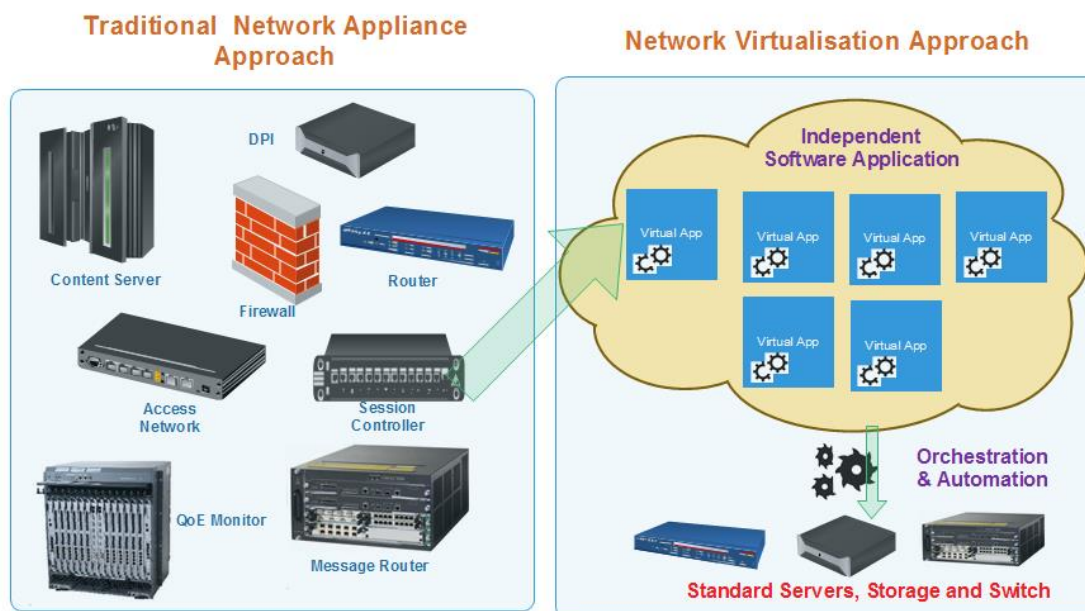 Traditional Network Appliance
Approach
Network Virtualisation Approach
DPI
Content Server
Firewall
Router
Access
Network
Session
Controller
QoE Monitor
Message Router
Independent
Software Application
Virtual App
Virtual App
Virtual App
Virtual App
Virtual App
Virtual App
Orchestration
& Automation
Standard Servers, Storage and Switch